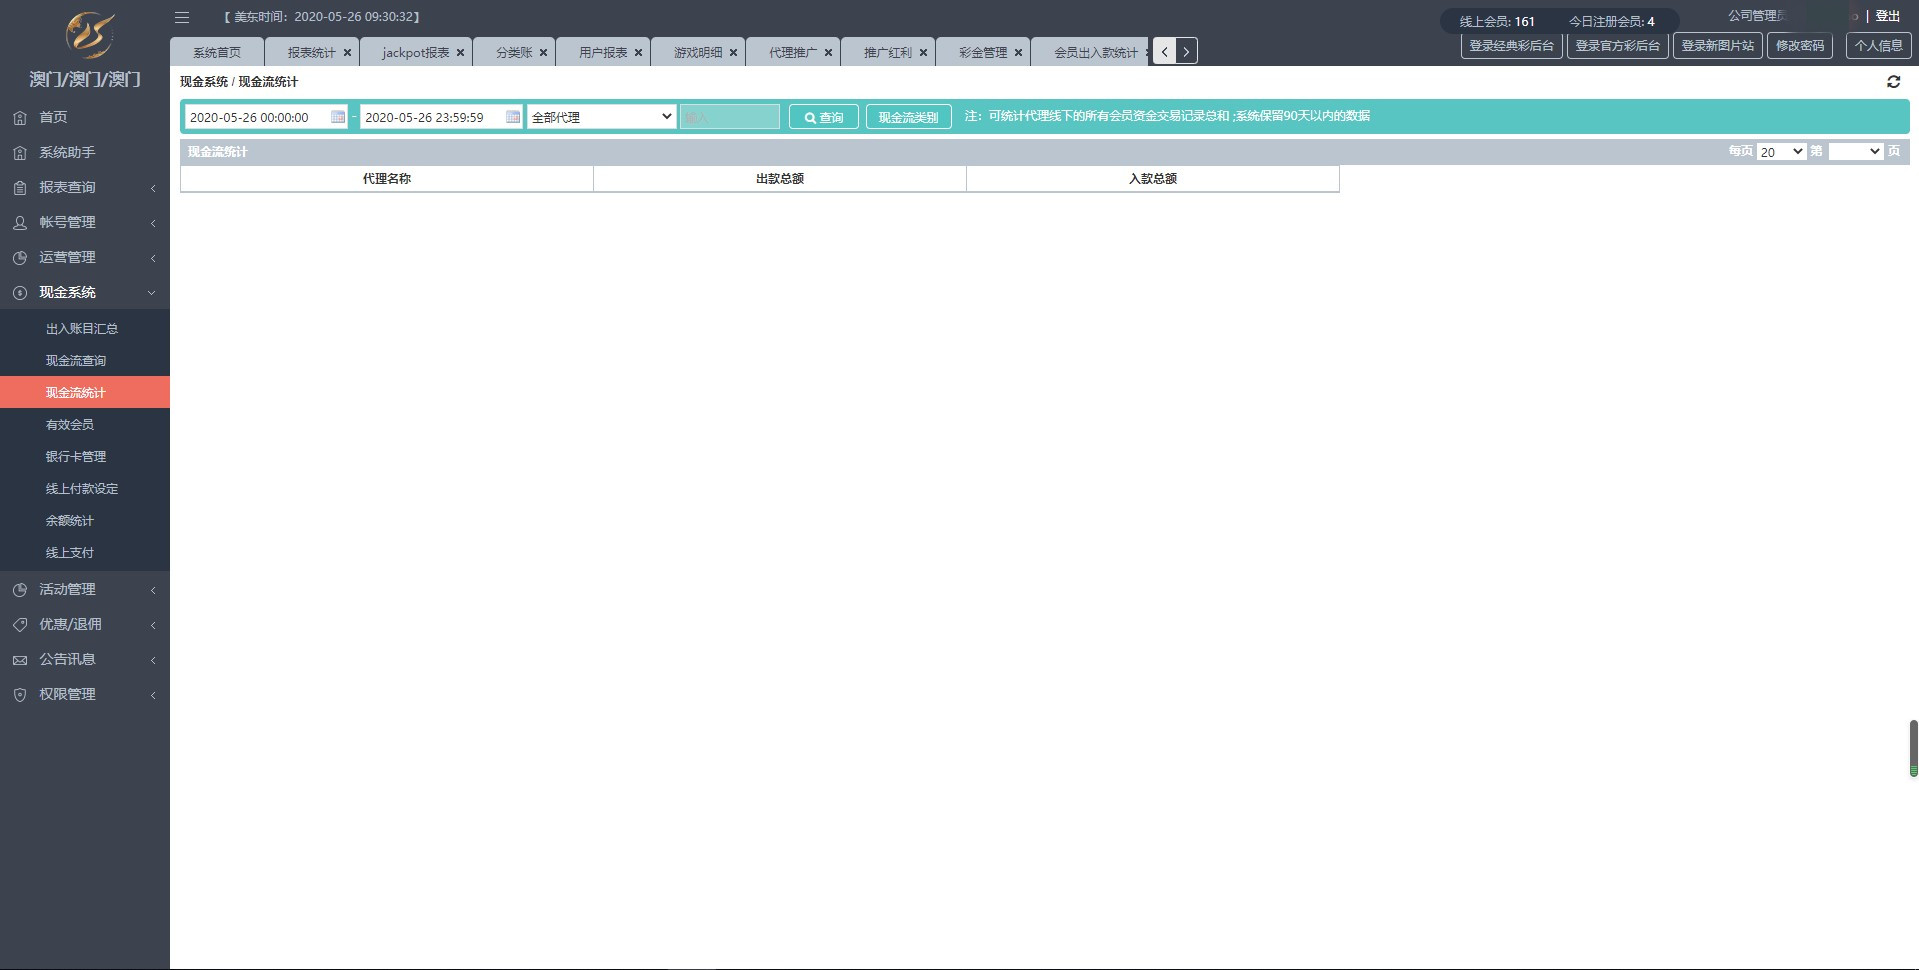 【 美东时间：2020-05-26 09:30:32】
线上会员: 161 今日注册会员: 4
公司管理员 | 登出
澳门/澳门/澳门
系统首页 报表统计 × jackpot报表 × 分类账 × 用户报表 × 游戏明细 × 代理推广 × 推广红利 × 彩金管理 × 会员出入款统计
登录经典彩后台 登录官方彩后台 登录新图片站 修改密码 个人信息
现金系统 / 现金流统计
2020-05-26 00:00:00 - 2020-05-26 23:59:59 全部代理 输入 查询 现金流类别 注：可统计代理线下的所有会员资金交易记录总和 ;系统保留90天以内的数据
现金流统计 每页 20 第 页
代理名称 出款总额 入款总额
首页
系统助手
报表查询
帐号管理
运营管理
现金系统
出入账目汇总
现金流查询
现金流统计
有效会员
银行卡管理
线上付款设定
余额统计
线上支付
活动管理
优惠/退佣
公告讯息
权限管理